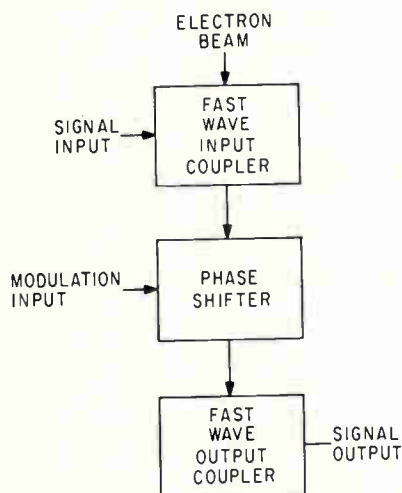 ELECTRON
BEAM
FAST
WAVE
INPUT
COUPLER
SIGNAL
INPUT
PHASE
SHIFTER
MODULATION
INPUT
FAST
WAVE
OUTPUT
COUPLER
SIGNAL
OUTPUT